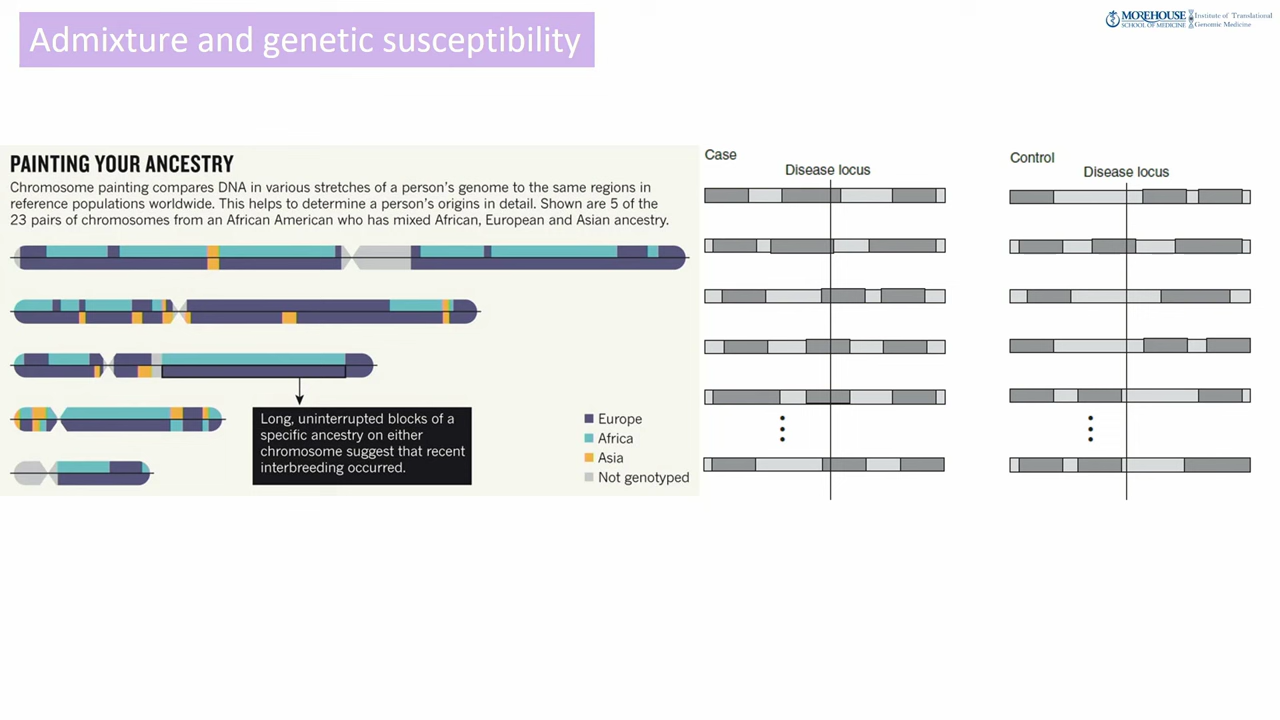 Admixture and genetic susceptibility
MOREHOUSE
SCHOOL OF MEDICINE
Institute of Translational
Genomic Medicine
PAINTING YOUR ANCESTRY
Chromosome painting compares DNA in various stretches of a person's genome to the same regions in
reference populations worldwide. This helps to determine a person's origins in detail. Shown are 5 of the
23 pairs of chromosomes from an African American who has mixed African, European and Asian ancestry.
Long, uninterrupted blocks of a
specific ancestry on either
chromosome suggest that recent
interbreeding occurred.
Europe
Africa
Asia
Not genotyped
Case
Disease locus
Control
Disease locus